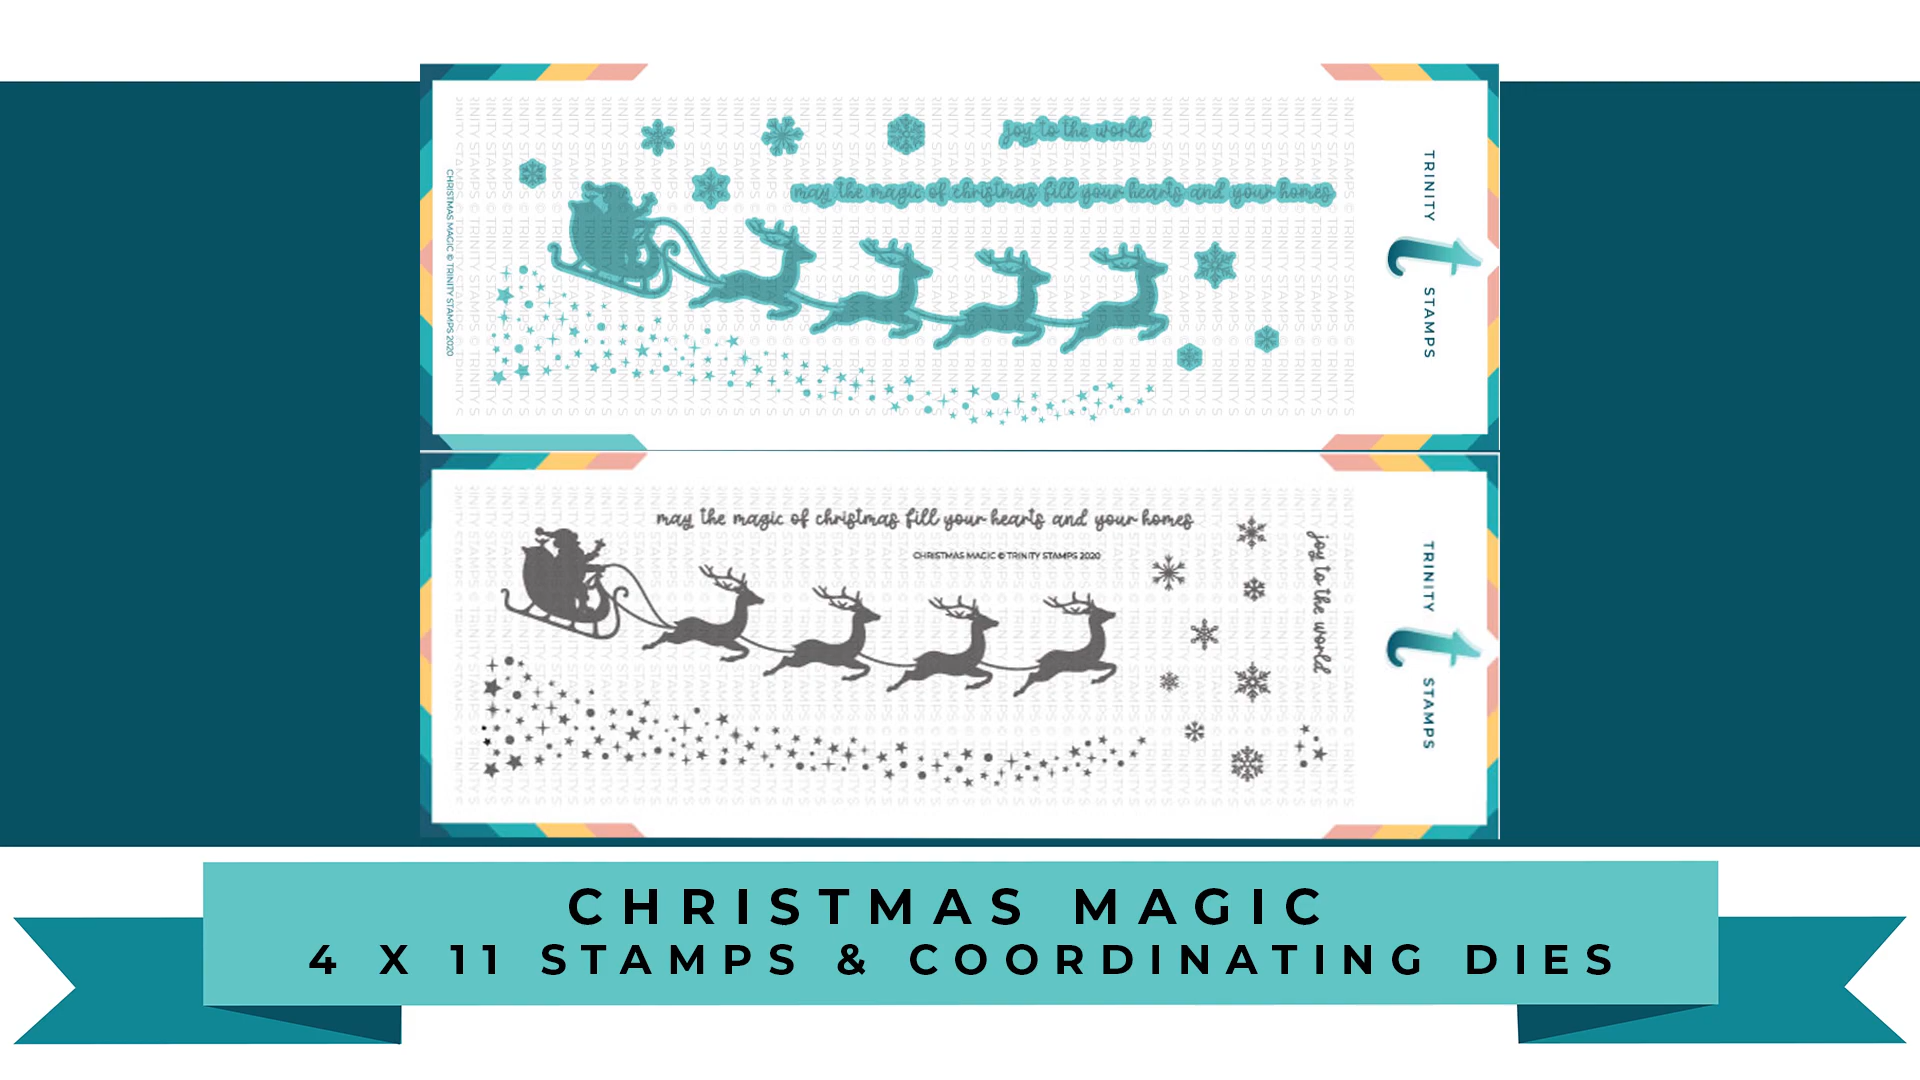 joy to the world
may the magic of christmas fill your hearts and your homes
CHRISTMAS MAGIC © TRINITY STAMPS 2020
TRINITY
t
STAMPS
may the magic of christmas fill your hearts and your homes
CHRISTMAS MAGIC © TRINITY STAMPS 2020
joy to the world
TRINITY
t
STAMPS
CHRISTMAS MAGIC
4 X 11 STAMPS & COORDINATING DIES